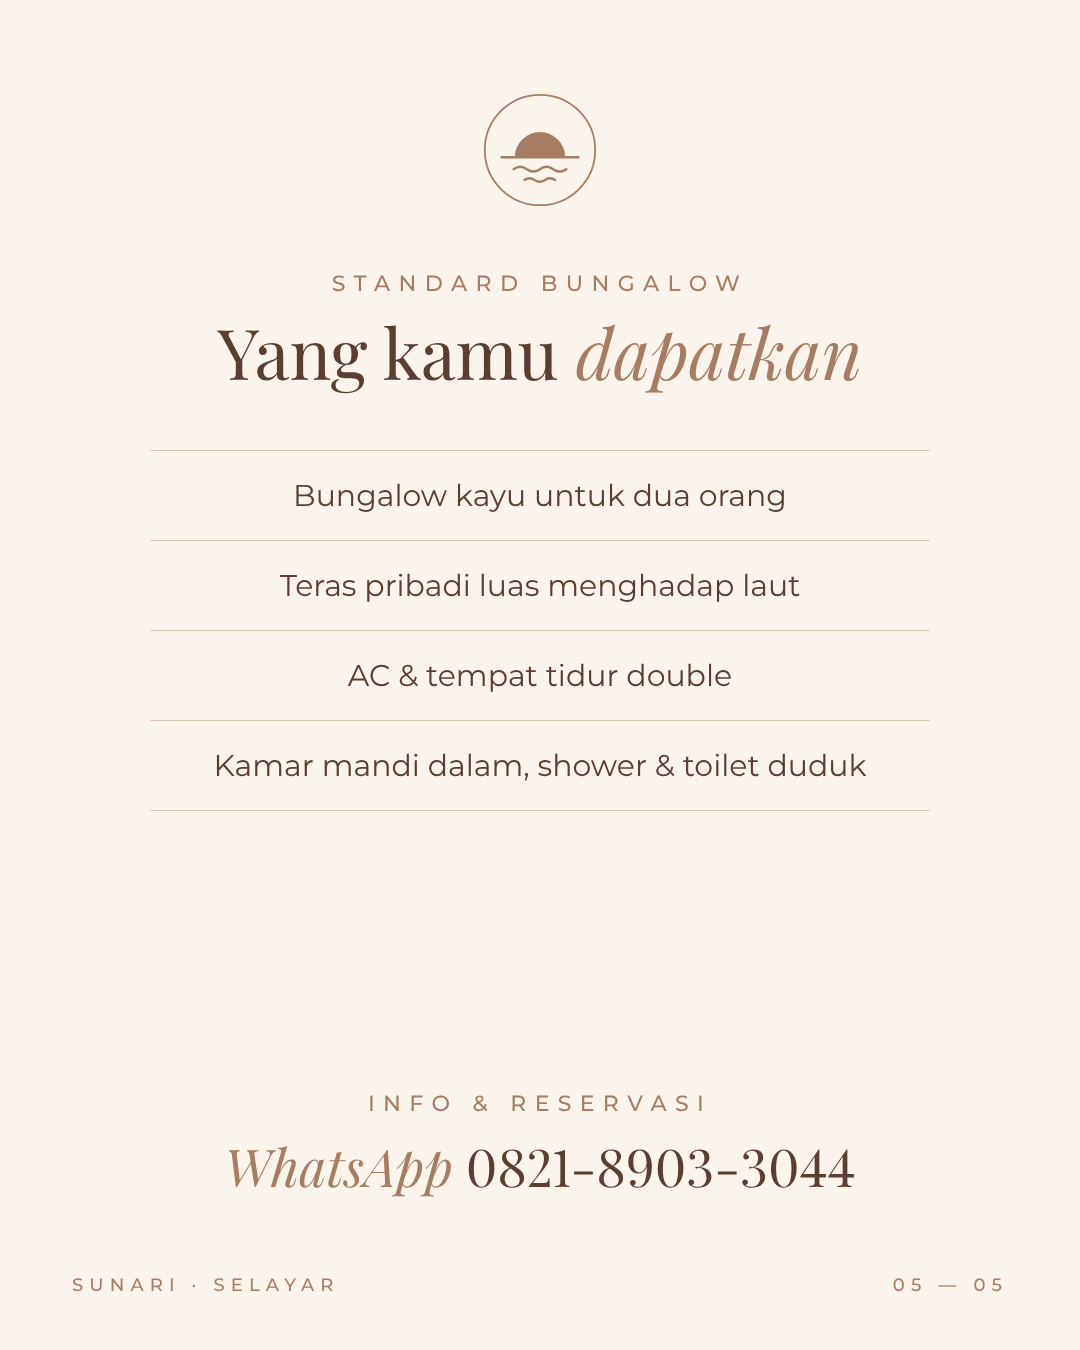 STANDARD BUNGALOW
Yang kamu dapatkan
Bungalow kayu untuk dua orang
Teras pribadi luas menghadap laut
AC & tempat tidur double
Kamar mandi dalam, shower & toilet duduk
INFO & RESERVASI
WhatsApp 0821-8903-3044
SUNARI · SELAYAR
05 — 05